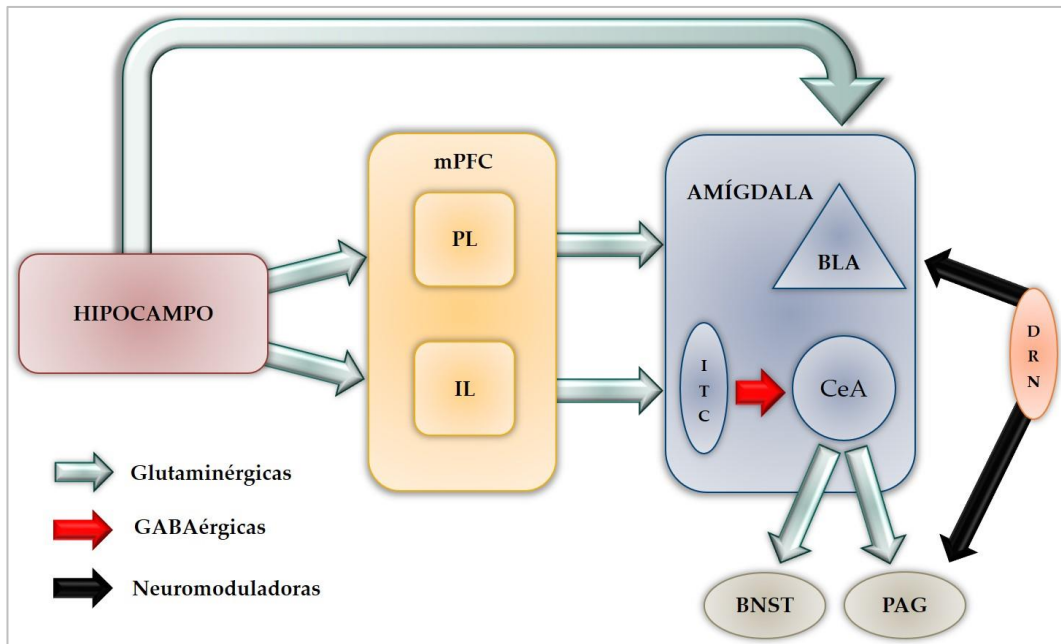 mPFC
AMÍGDALA
PL
BLA
HIPOCAMPO
D
R
N
I
T
C
IL
CeA
Glutaminérgicas
GABAérgicas
Neuromoduladoras
BNST
PAG